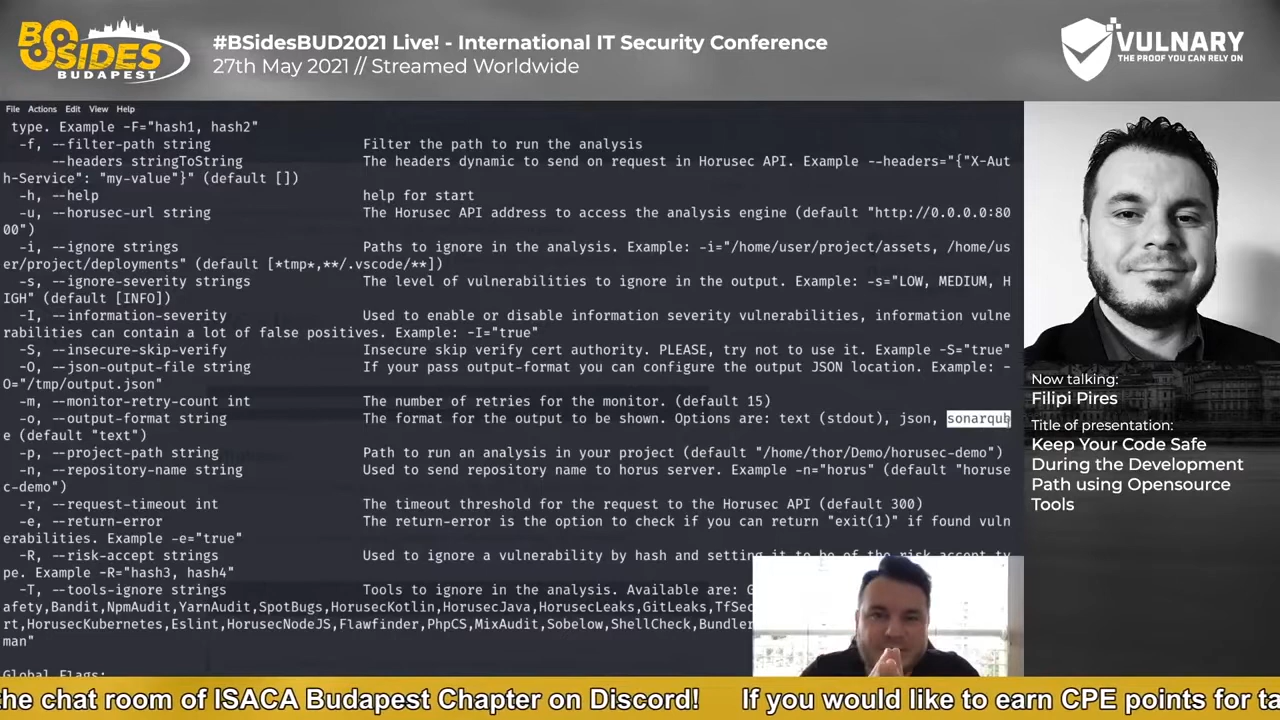 BSIDES
BUDAPEST
#BSidesBUD2021 Live! - International IT Security Conference
27th May 2021 // Streamed Worldwide
VULNARY
THE PROOF YOU CAN RELY ON
File Actions Edit View Help
type. Example -F="hash1, hash2"
-f, --filter-path string Filter the path to run the analysis
--headers stringToString The headers dynamic to send on request in Horusec API. Example --headers="{"X-Aut
h-Service": "my-value"}" (default [])
-h, --help help for start
-u, --horusec-url string The Horusec API address to access the analysis engine (default "http://0.0.0.0:80
00")
-i, --ignore strings Paths to ignore in the analysis. Example: -i="/home/user/project/assets, /home/us
er/project/deployments" (default [*tmp*,**/.vscode/**])
-s, --ignore-severity strings The level of vulnerabilities to ignore in the output. Example: -s="LOW, MEDIUM, H
IGH" (default [INFO])
-I, --information-severity Used to enable or disable information severity vulnerabilities, information vulne
rabilities can contain a lot of false positives. Example: -I="true"
-S, --insecure-skip-verify Insecure skip verify cert authority. PLEASE, try not to use it. Example -S="true"
-O, --json-output-file string If your pass output-format you can configure the output JSON location. Example: -
O="/tmp/output.json"
-m, --monitor-retry-count int The number of retries for the monitor. (default 15)
-o, --output-format string The format for the output to be shown. Options are: text (stdout), json, sonarqub
e (default "text")
-p, --project-path string Path to run an analysis in your project (default "/home/thor/Demo/horusec-demo")
-n, --repository-name string Used to send repository name to horus server. Example -n="horus" (default "horuse
c-demo")
-r, --request-timeout int The timeout threshold for the request to the Horusec API (default 300)
-e, --return-error The return-error is the option to check if you can return "exit(1)" if found vuln
erabilities. Example -e="true"
-R, --risk-accept strings Used to ignore a vulnerability by hash and setting it to be of the risk accept ty
pe. Example -R="hash3, hash4"
-T, --tools-ignore strings Tools to ignore in the analysis. Available are: G
afety,Bandit,NpmAudit,YarnAudit,SpotBugs,HorusecKotlin,HorusecJava,HorusecLeaks,GitLeaks,TfSec
rt,HorusecKubernetes,Eslint,HorusecNodeJS,Flawfinder,PhpCS,MixAudit,Sobelow,ShellCheck,Bundler
man"
Global Flags:
Now talking:
Filipi Pires
Title of presentation:
Keep Your Code Safe
During the Development
Path using Opensource
Tools
the chat room of ISACA Budapest Chapter on Discord! If you would like to earn CPE points for ta